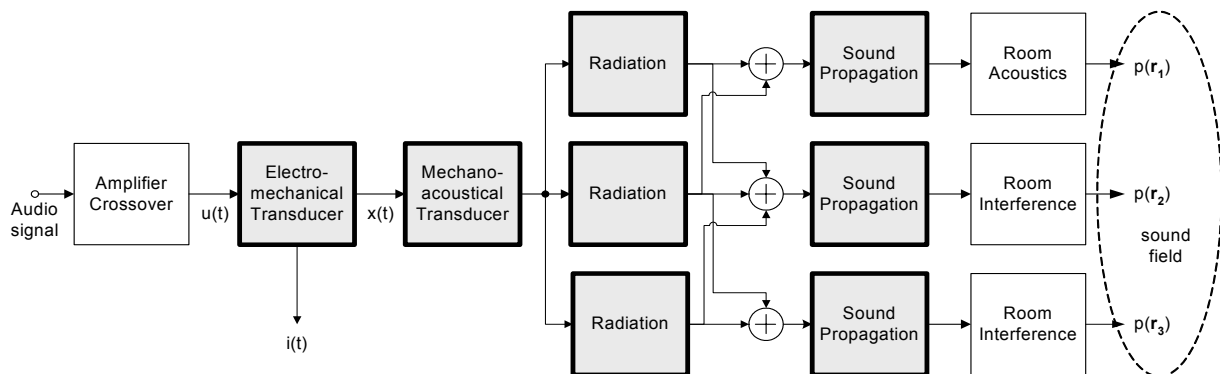 Audio
signal
Amplifier
Crossover
u(t)
Electro-
mechanical
Transducer
i(t)
x(t)
Mechano-
acoustical
Transducer
Radiation
Sound
Propagation
Room
Acoustics
p(r1)
Radiation
Sound
Propagation
Room
Interference
p(r2)
sound
field
Radiation
Sound
Propagation
Room
Interference
p(r3)